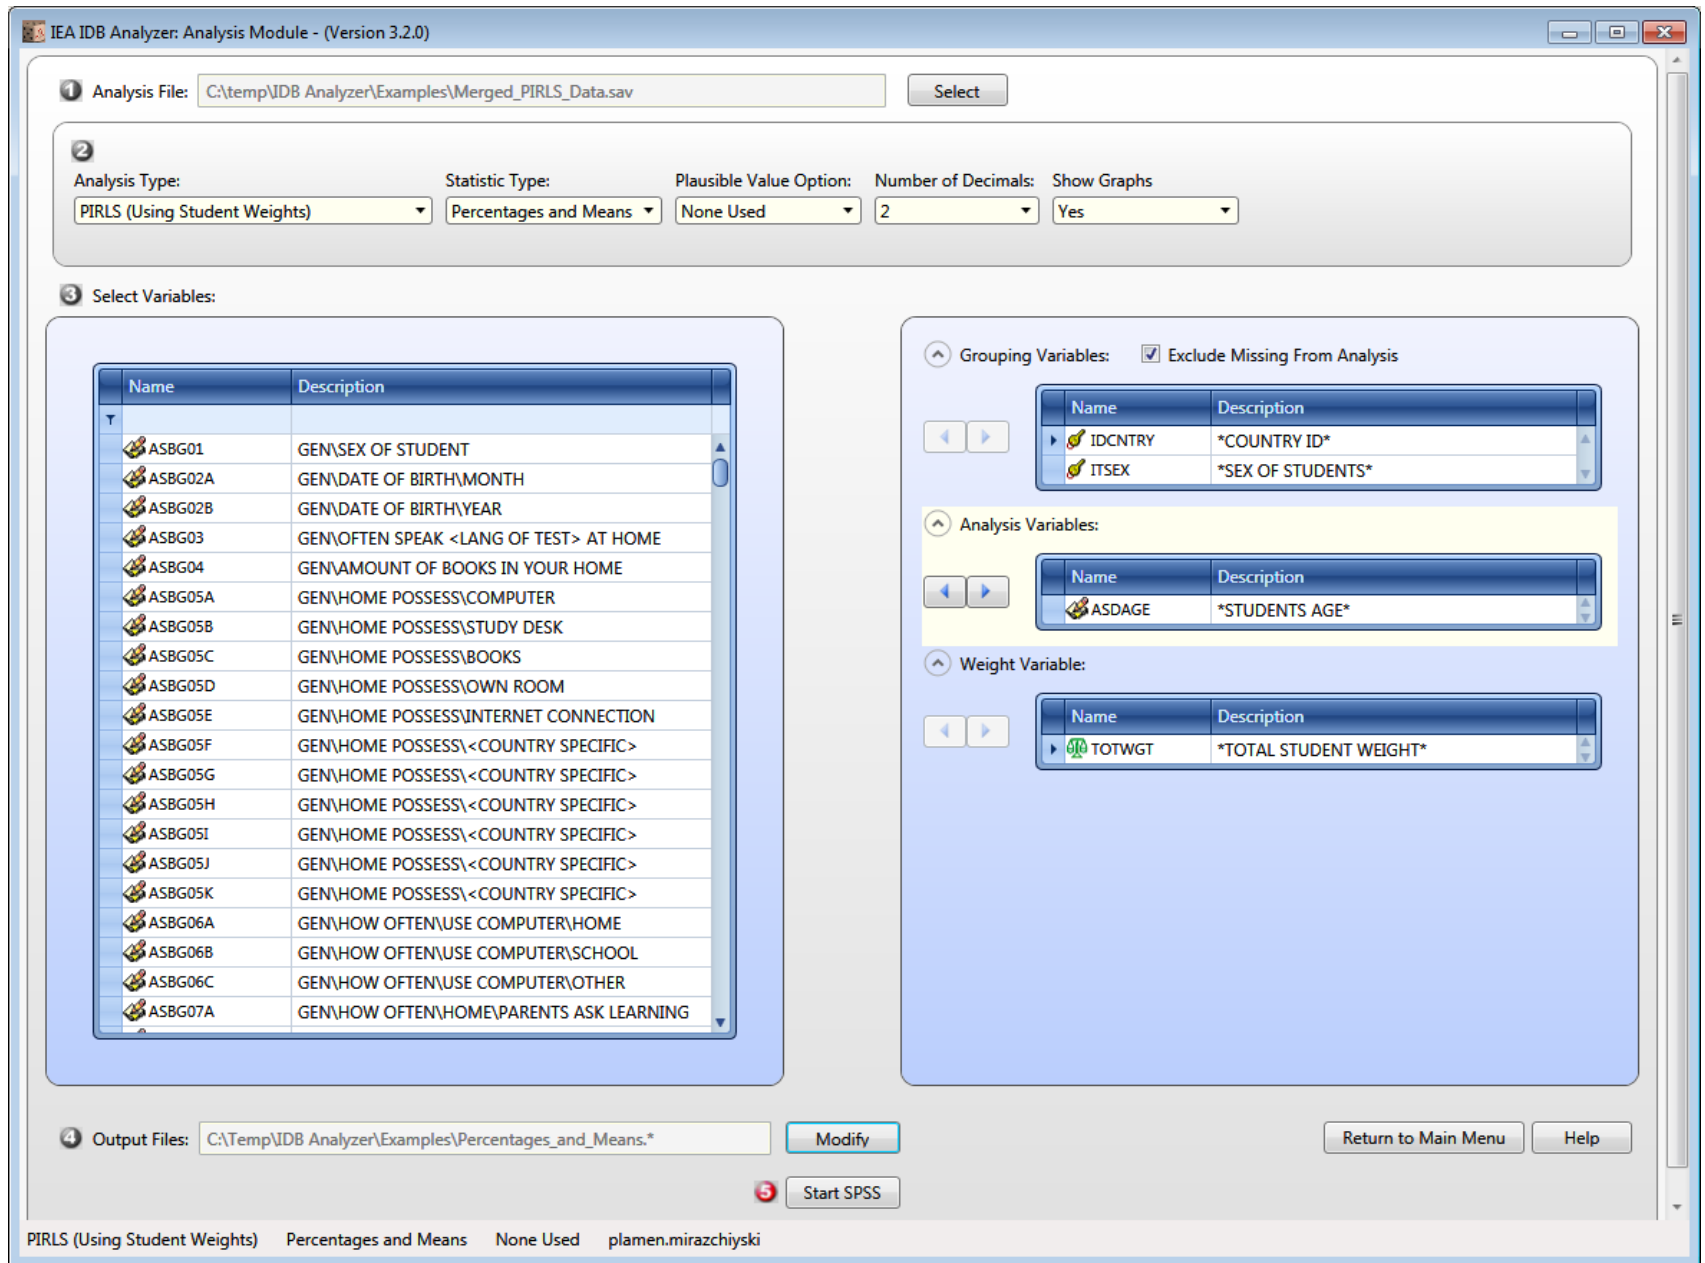 IEA IDB Analyzer: Analysis Module - (Version 3.2.0)
1 Analysis File: C:\temp\IDB Analyzer\Examples\Merged_PIRLS_Data.sav Select
2
Analysis Type: Statistic Type: Plausible Value Option: Number of Decimals: Show Graphs
PIRLS (Using Student Weights) Percentages and Means None Used 2 Yes
3 Select Variables:
Name Description
ASBG01 GEN\SEX OF STUDENT
ASBG02A GEN\DATE OF BIRTH\MONTH
ASBG02B GEN\DATE OF BIRTH\YEAR
ASBG03 GEN\OFTEN SPEAK <LANG OF TEST> AT HOME
ASBG04 GEN\AMOUNT OF BOOKS IN YOUR HOME
ASBG05A GEN\HOME POSSESS\COMPUTER
ASBG05B GEN\HOME POSSESS\STUDY DESK
ASBG05C GEN\HOME POSSESS\BOOKS
ASBG05D GEN\HOME POSSESS\OWN ROOM
ASBG05E GEN\HOME POSSESS\INTERNET CONNECTION
ASBG05F GEN\HOME POSSESS\<COUNTRY SPECIFIC>
ASBG05G GEN\HOME POSSESS\<COUNTRY SPECIFIC>
ASBG05H GEN\HOME POSSESS\<COUNTRY SPECIFIC>
ASBG05I GEN\HOME POSSESS\<COUNTRY SPECIFIC>
ASBG05J GEN\HOME POSSESS\<COUNTRY SPECIFIC>
ASBG05K GEN\HOME POSSESS\<COUNTRY SPECIFIC>
ASBG06A GEN\HOW OFTEN\USE COMPUTER\HOME
ASBG06B GEN\HOW OFTEN\USE COMPUTER\SCHOOL
ASBG06C GEN\HOW OFTEN\USE COMPUTER\OTHER
ASBG07A GEN\HOW OFTEN\HOME\PARENTS ASK LEARNING
Grouping Variables: Exclude Missing From Analysis
Name Description
IDCNTRY *COUNTRY ID*
ITSEX *SEX OF STUDENTS*
Analysis Variables:
Name Description
ASDAGE *STUDENTS AGE*
Weight Variable:
Name Description
TOTWGT *TOTAL STUDENT WEIGHT*
4 Output Files: C:\Temp\IDB Analyzer\Examples\Percentages_and_Means.* Modify Return to Main Menu Help
5 Start SPSS
PIRLS (Using Student Weights) Percentages and Means None Used plamen.mirazchiyski